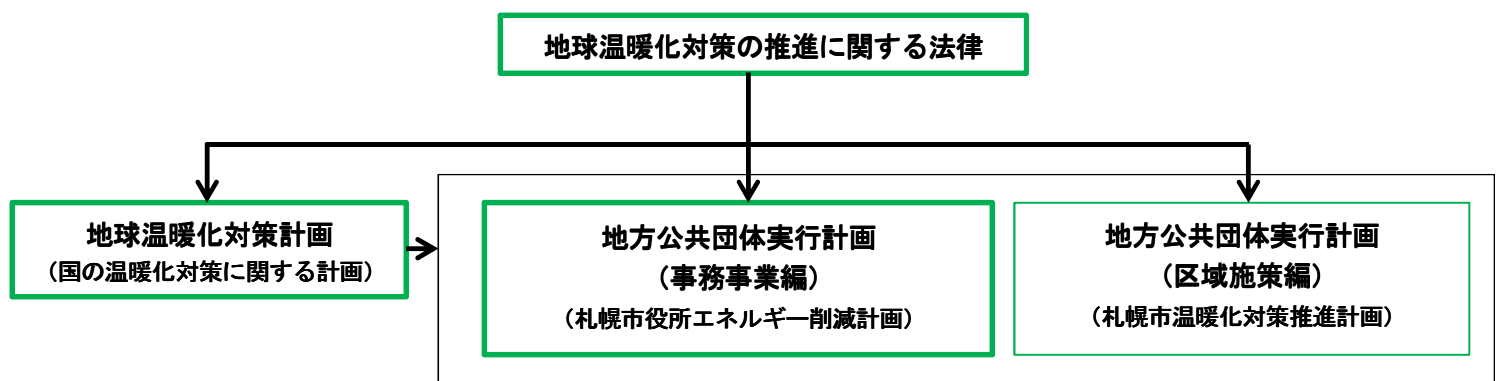 地球温暖化対策の推進に関する法律
地球温暖化対策計画
（国の温暖化対策に関する計画）
地方公共団体実行計画
（事務事業編）
（札幌市役所エネルギー削減計画）
地方公共団体実行計画
（区域施策編）
（札幌市温暖化対策推進計画）